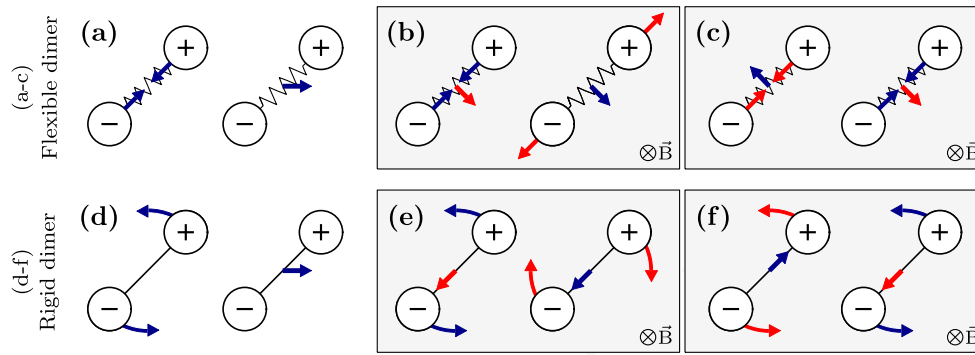 (a-c)
Flexible dimer
(a)
+
−
+
−
(b)
+
−
+
−
⊗B⃗
(c)
+
−
+
−
⊗B⃗
(d-f)
Rigid dimer
(d)
+
−
+
−
(e)
+
−
+
−
⊗B⃗
(f)
+
−
+
−
⊗B⃗